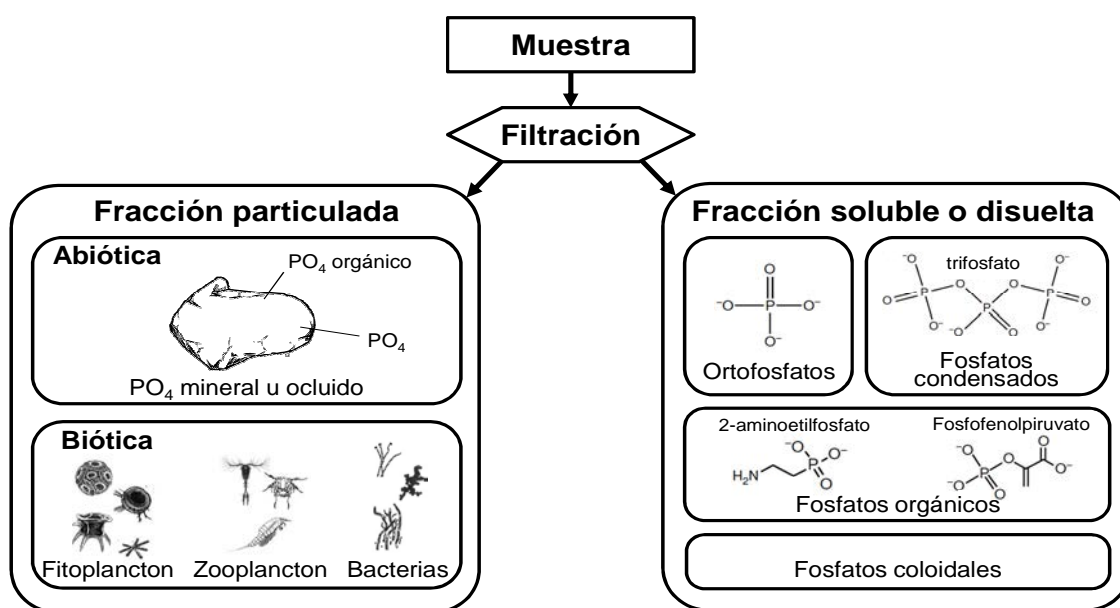 Muestra
Filtración
Fracción particulada
Abiótica
PO₄ orgánico
PO₄
PO₄ mineral u ocluido
Biótica
Fitoplancton Zooplancton Bacterias
Fracción soluble o disuelta
O
⁻O P O⁻
O⁻
Ortofosfatos
trifosfato
O⁻ O⁻
O O
P P P
O O
O⁻ ⁻O O O⁻
Fosfatos
condensados
2-aminoetilfosfato
O⁻
P O⁻
H₂N O
Fosfofenolpiruvato
O⁻ O
⁻O P O O⁻
O
Fosfatos orgánicos
Fosfatos coloidales